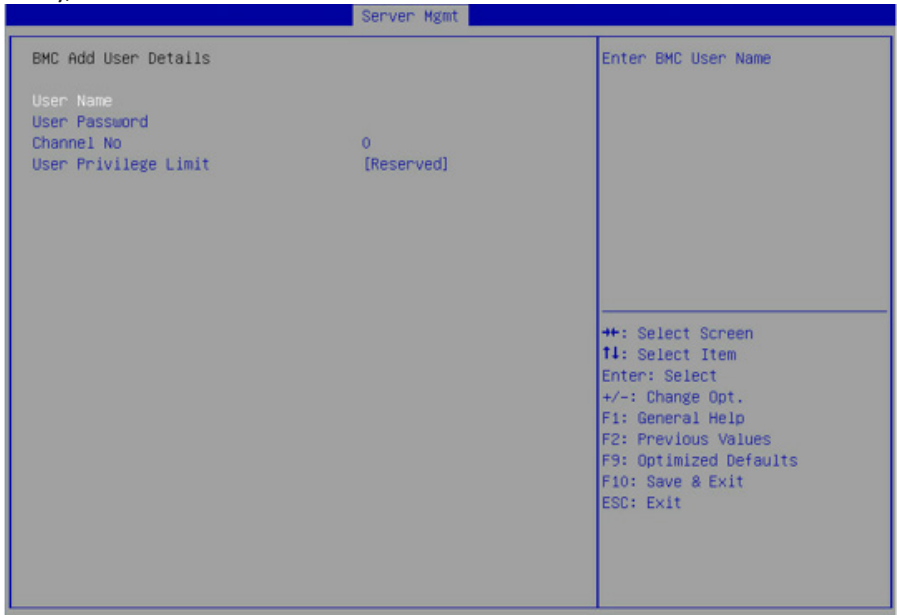 Server Mgmt
BMC Add User Details
User Name
User Password
Channel No 0
User Privilege Limit [Reserved]
Enter BMC User Name
→←: Select Screen
↑↓: Select Item
Enter: Select
+/-: Change Opt.
F1: General Help
F2: Previous Values
F9: Optimized Defaults
F10: Save & Exit
ESC: Exit